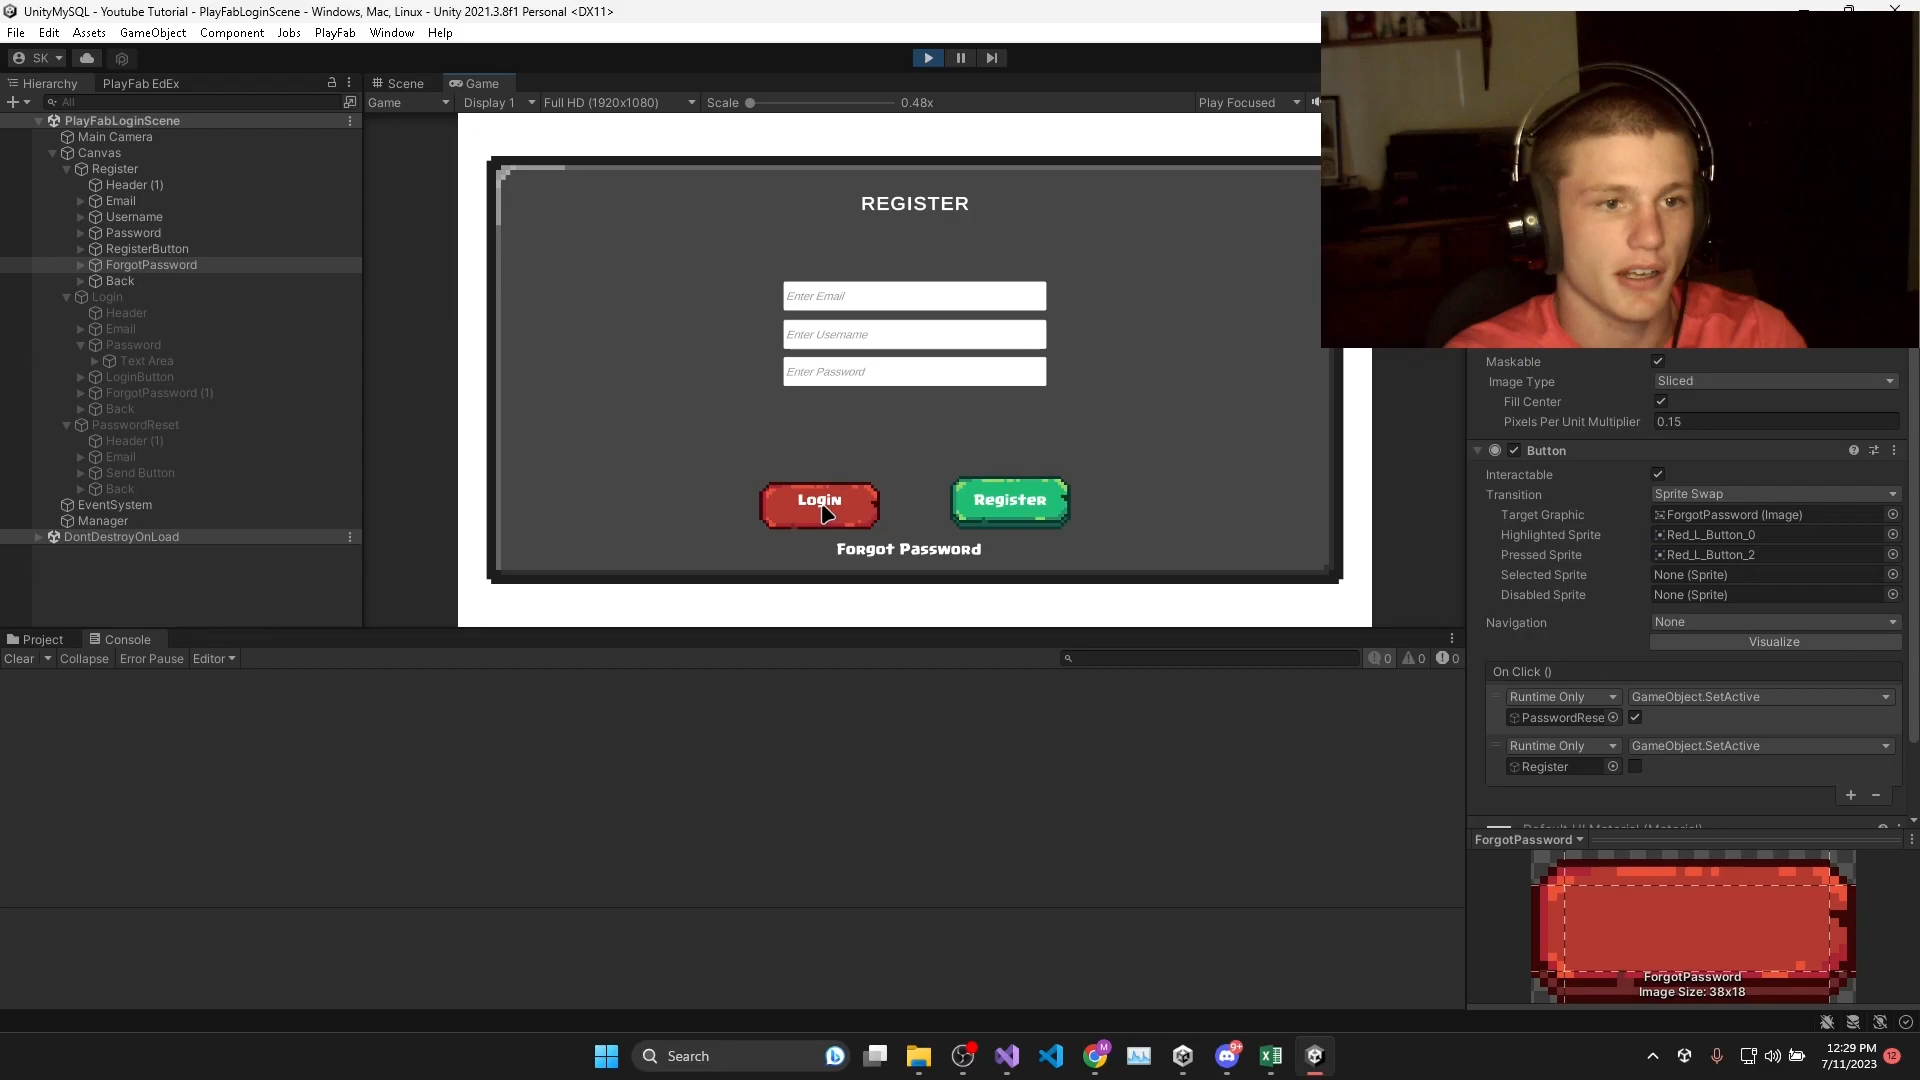 UnityMySQL - Youtube Tutorial - PlayFabLoginScene - Windows, Mac, Linux - Unity 2021.3.8f1 Personal <DX11>
File Edit Assets GameObject Component Jobs PlayFab Window Help
SK
Hierarchy PlayFab EdEx
Scene Game
All
Game Display 1 Full HD (1920x1080) Scale 0.48x Play Focused
PlayFabLoginScene
Main Camera
Canvas
Register
Header (1)
Email
Username
Password
RegisterButton
ForgotPassword
Back
Login
Header
Email
Password
Text Area
LoginButton
ForgotPassword (1)
Back
PasswordReset
Header (1)
Email
Send Button
Back
EventSystem
Manager
DontDestroyOnLoad
REGISTER
Enter Email
Enter Username
Enter Password
Login Register
Forgot Password
Maskable
Image Type Sliced
Fill Center
Pixels Per Unit Multiplier 0.15
Button
Interactable
Transition Sprite Swap
Target Graphic ForgotPassword (Image)
Highlighted Sprite Red_L_Button_0
Pressed Sprite Red_L_Button_2
Selected Sprite None (Sprite)
Disabled Sprite None (Sprite)
Navigation None
Visualize
On Click ()
Runtime Only GameObject.SetActive
PasswordRese
Runtime Only GameObject.SetActive
Register
+ −
Default UI Material (Material)
ForgotPassword
ForgotPassword
Image Size: 38x18
Project Console
Clear Collapse Error Pause Editor
0 0 0
Search
M
9+
12:29 PM
7/11/2023
12